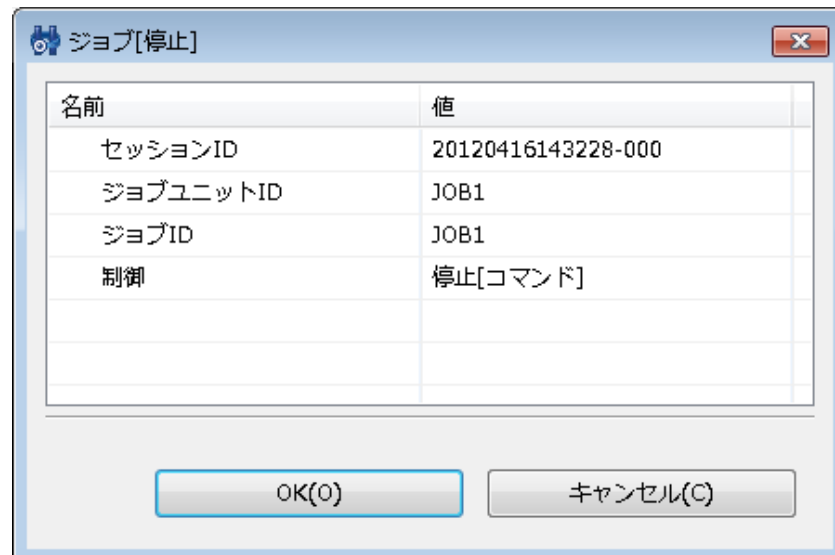 ジョブ[停止]
名前 値
セッションID 20120416143228-000
ジョブユニットID JOB1
ジョブID JOB1
制御 停止[コマンド]
OK(O) キャンセル(C)